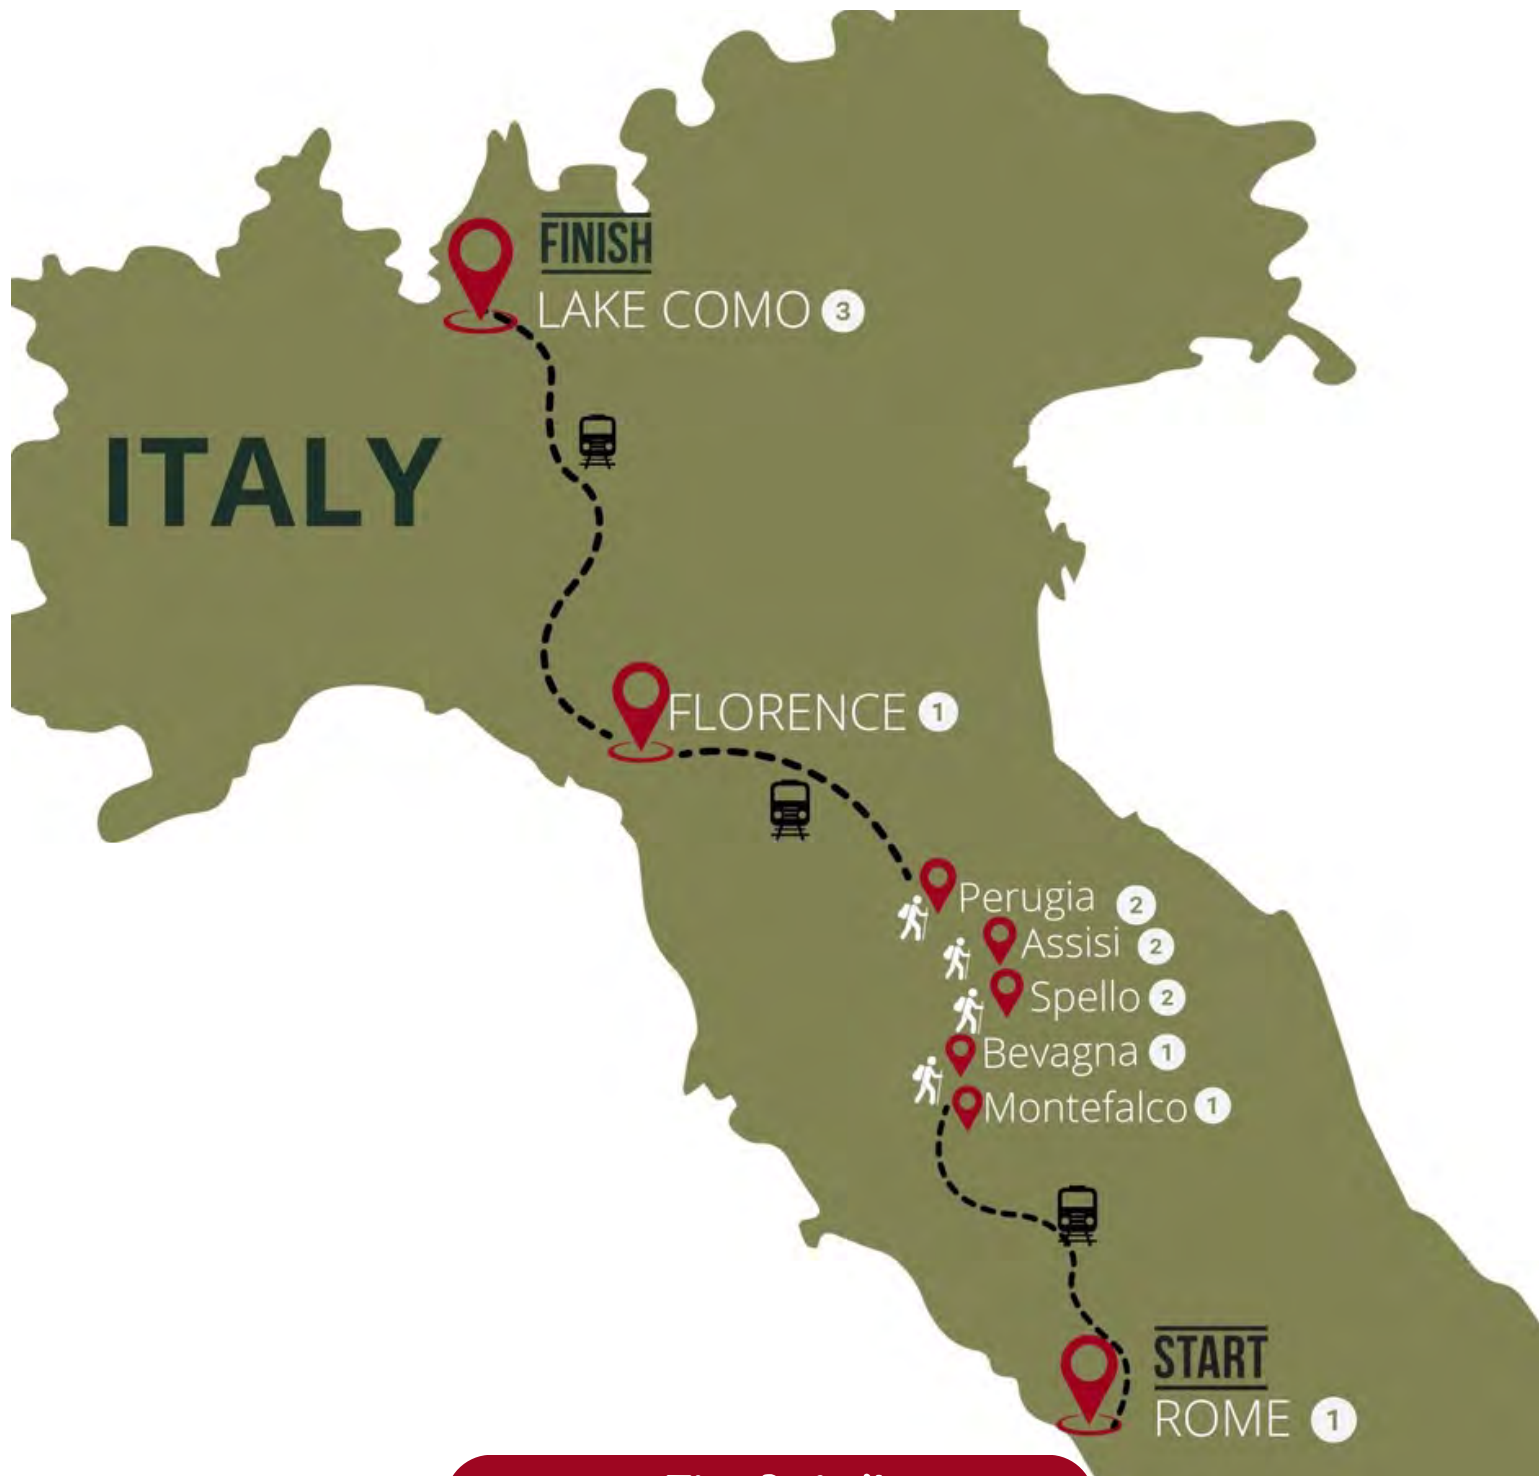 FINISH
LAKE COMO 3
ITALY
FLORENCE 1
Perugia 2
Assisi 2
Spello 2
Bevagna 1
Montefalco 1
START
ROME 1